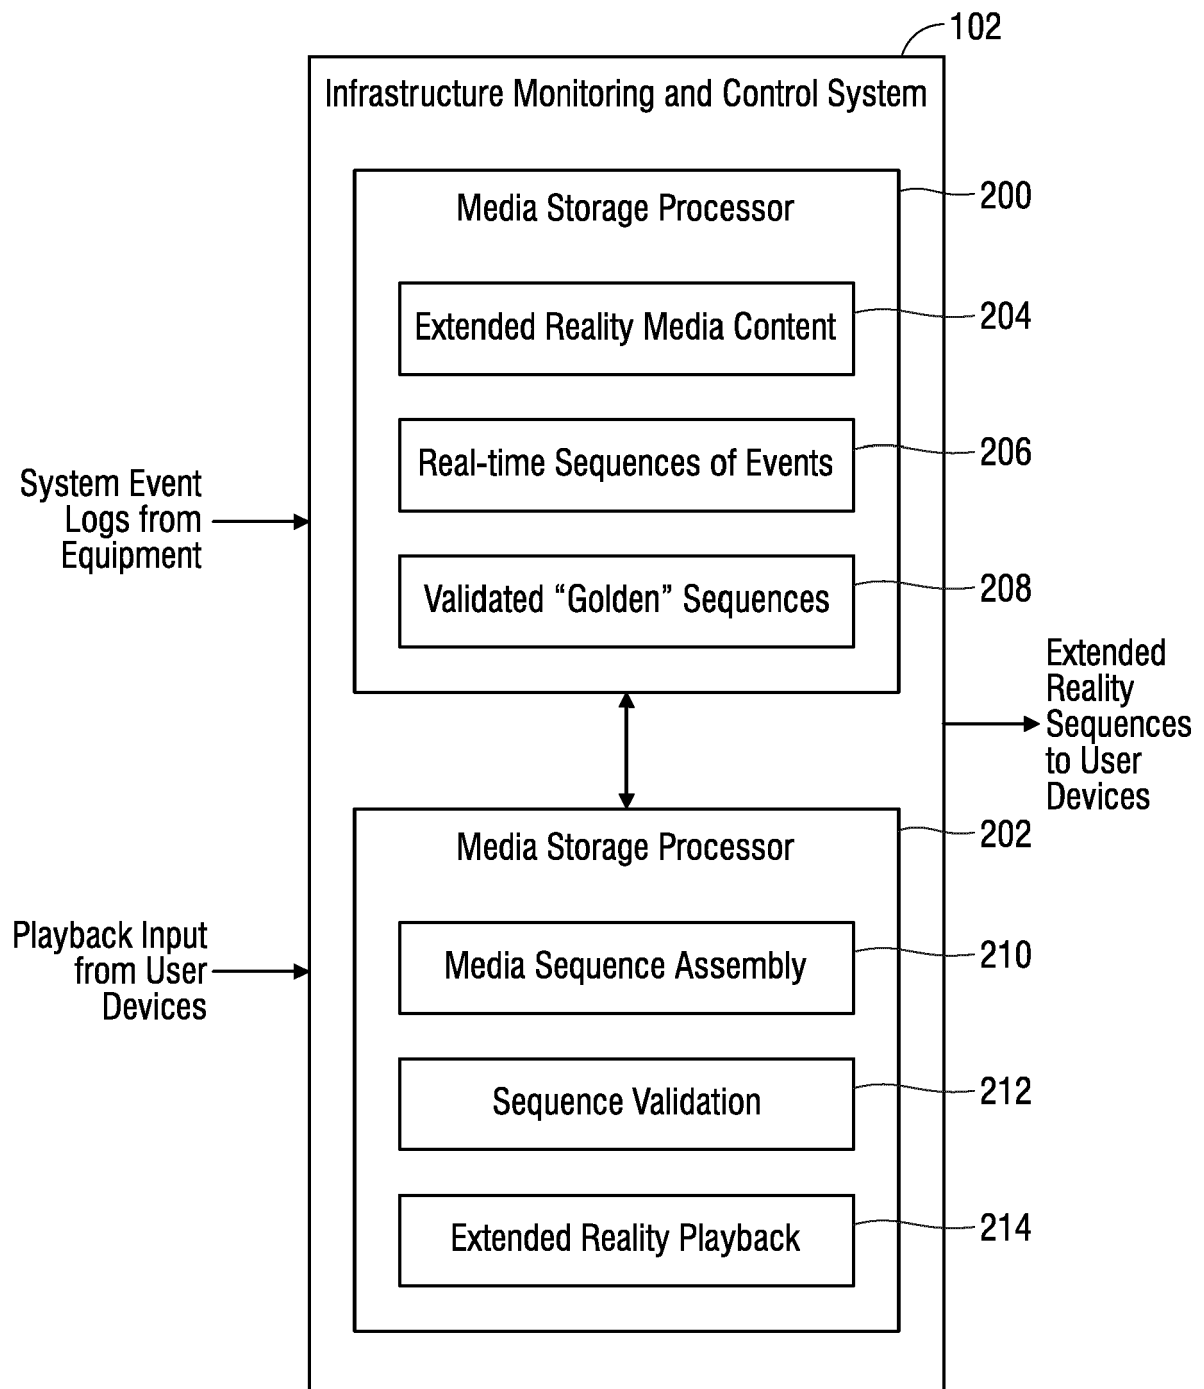 102
Infrastructure Monitoring and Control System
200
Media Storage Processor
204
Extended Reality Media Content
206
Real-time Sequences of Events
System Event
Logs from
Equipment
208
Validated “Golden” Sequences
Extended
Reality
Sequences
to User
Devices
202
Media Storage Processor
Playback Input
from User
Devices
210
Media Sequence Assembly
212
Sequence Validation
214
Extended Reality Playback